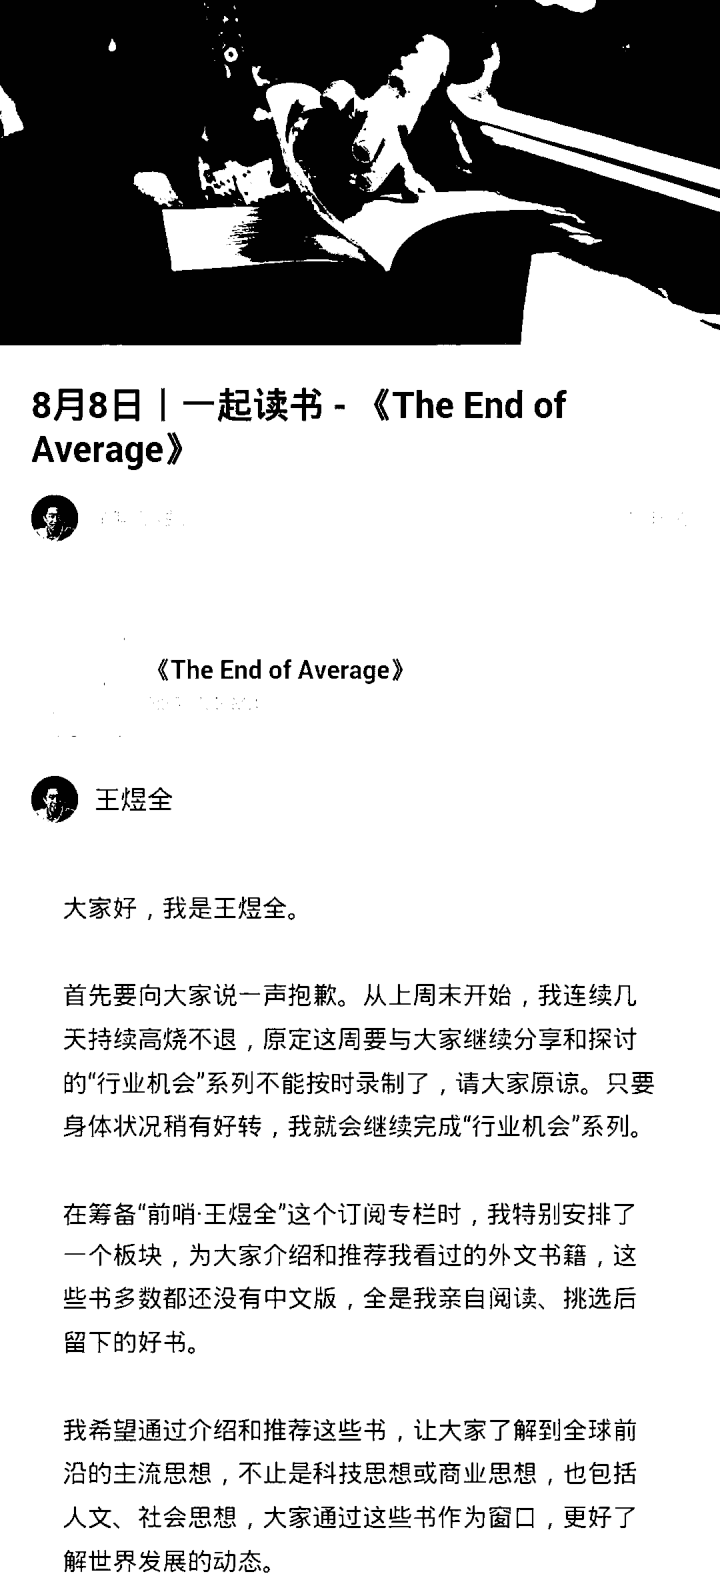 8月8日｜一起读书 - 《The End of
Average》
《The End of Average》
王煜全
大家好，我是王煜全。
首先要向大家说一声抱歉。从上周末开始，我连续几
天持续高烧不退，原定这周要与大家继续分享和探讨
的“行业机会”系列不能按时录制了，请大家原谅。只要
身体状况稍有好转，我就会继续完成“行业机会”系列。
在筹备“前哨·王煜全”这个订阅专栏时，我特别安排了
一个板块，为大家介绍和推荐我看过的外文书籍，这
些书多数都还没有中文版，全是我亲自阅读、挑选后
留下的好书。
我希望通过介绍和推荐这些书，让大家了解到全球前
沿的主流思想，不止是科技思想或商业思想，也包括
人文、社会思想，大家通过这些书作为窗口，更好了
解世界发展的动态。